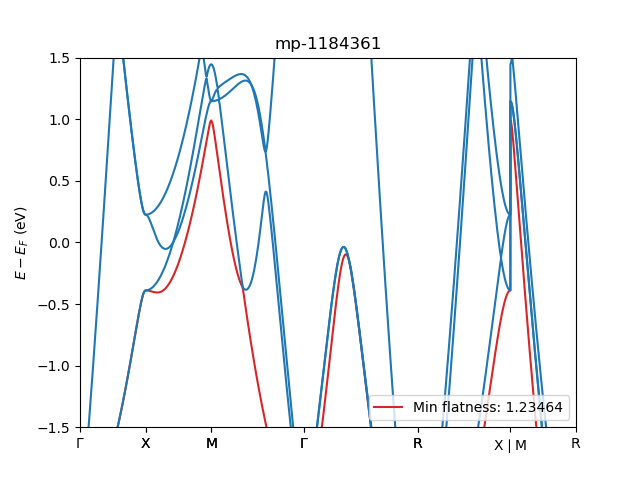 mp-1184361
E − E_F (eV)
1.5
1.0
0.5
0.0
−0.5
−1.0
−1.5
Min flatness: 1.23464
Γ X M Γ R X | M R